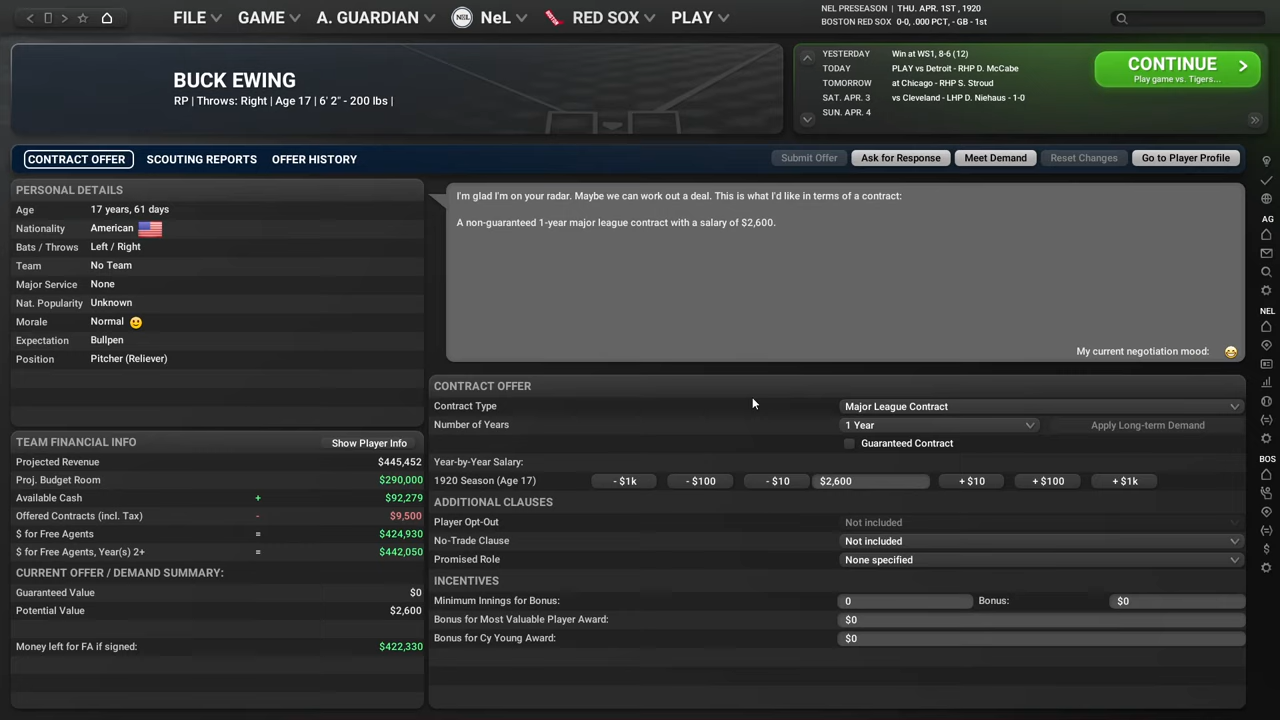 FILE GAME A. GUARDIAN NEL NeL RED SOX PLAY
NEL PRESEASON | THU. APR. 1ST , 1920
BOSTON RED SOX 0-0, .000 PCT, - GB - 1st
BUCK EWING
RP | Throws: Right | Age 17 | 6' 2" - 200 lbs |
YESTERDAY Win at WS1, 8-6 (12)
TODAY PLAY vs Detroit - RHP D. McCabe
TOMORROW at Chicago - RHP S. Stroud
SAT. APR. 3 vs Cleveland - LHP D. Niehaus - 1-0
SUN. APR. 4
CONTINUE
Play game vs. Tigers...
CONTRACT OFFER SCOUTING REPORTS OFFER HISTORY
Submit Offer Ask for Response Meet Demand Reset Changes Go to Player Profile
PERSONAL DETAILS
Age 17 years, 61 days
Nationality American
Bats / Throws Left / Right
Team No Team
Major Service None
Nat. Popularity Unknown
Morale Normal
Expectation Bullpen
Position Pitcher (Reliever)
I'm glad I'm on your radar. Maybe we can work out a deal. This is what I'd like in terms of a contract:
A non-guaranteed 1-year major league contract with a salary of $2,600.
My current negotiation mood:
TEAM FINANCIAL INFO Show Player Info
Projected Revenue $445,452
Proj. Budget Room $290,000
Available Cash + $92,279
Offered Contracts (incl. Tax) - $9,500
$ for Free Agents = $424,930
$ for Free Agents, Year(s) 2+ = $442,050
CURRENT OFFER / DEMAND SUMMARY:
Guaranteed Value $0
Potential Value $2,600
Money left for FA if signed: $422,330
CONTRACT OFFER
Contract Type Major League Contract
Number of Years 1 Year Apply Long-term Demand
Guaranteed Contract
Year-by-Year Salary:
1920 Season (Age 17) - $1k - $100 - $10 $2,600 + $10 + $100 + $1k
ADDITIONAL CLAUSES
Player Opt-Out Not included
No-Trade Clause Not included
Promised Role None specified
INCENTIVES
Minimum Innings for Bonus: 0 Bonus: $0
Bonus for Most Valuable Player Award: $0
Bonus for Cy Young Award: $0
AG
NEL
BOS
$